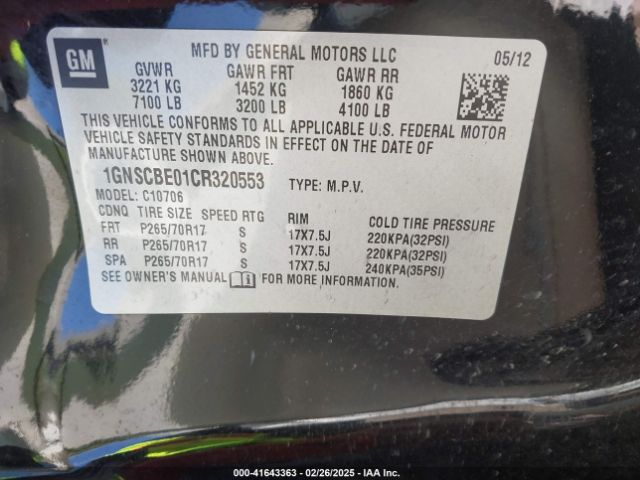 GM
MFD BY GENERAL MOTORS LLC 05/12
GVWR GAWR FRT GAWR RR
3221 KG 1452 KG 1860 KG
7100 LB 3200 LB 4100 LB
THIS VEHICLE CONFORMS TO ALL APPLICABLE U.S. FEDERAL MOTOR
VEHICLE SAFETY STANDARDS IN EFFECT ON THE DATE OF
MANUFACTURE SHOWN ABOVE.
1GNSCBE01CR320553 TYPE: M.P.V.
MODEL: C10706
CDNQ TIRE SIZE SPEED RTG RIM COLD TIRE PRESSURE
FRT P265/70R17 S 17X7.5J 220KPA(32PSI)
RR P265/70R17 S 17X7.5J 220KPA(32PSI)
SPA P265/70R17 S 17X7.5J 240KPA(35PSI)
SEE OWNER'S MANUAL FOR ADDITIONAL INFORMATION.
000-41643363 - 02/26/2025 - IAA Inc.